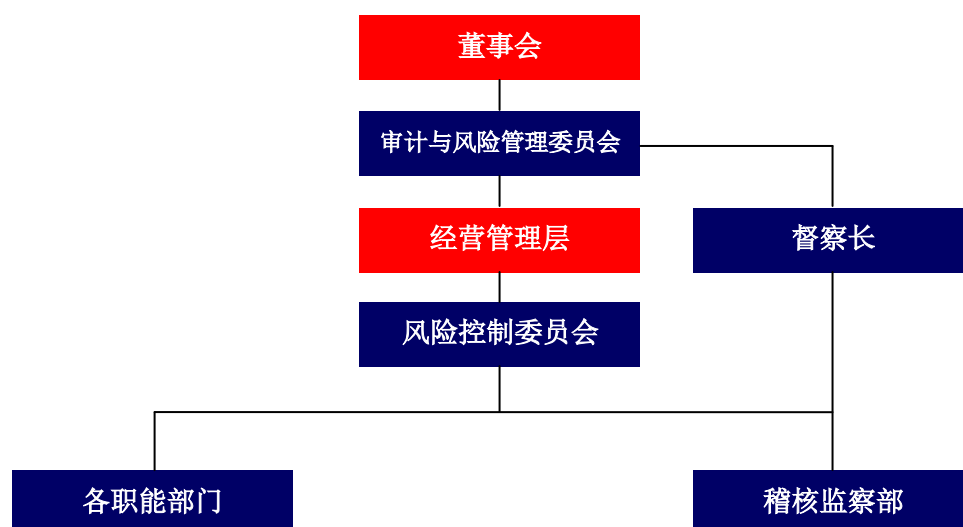 董事会
审计与风险管理委员会
经营管理层
督察长
风险控制委员会
各职能部门
稽核监察部